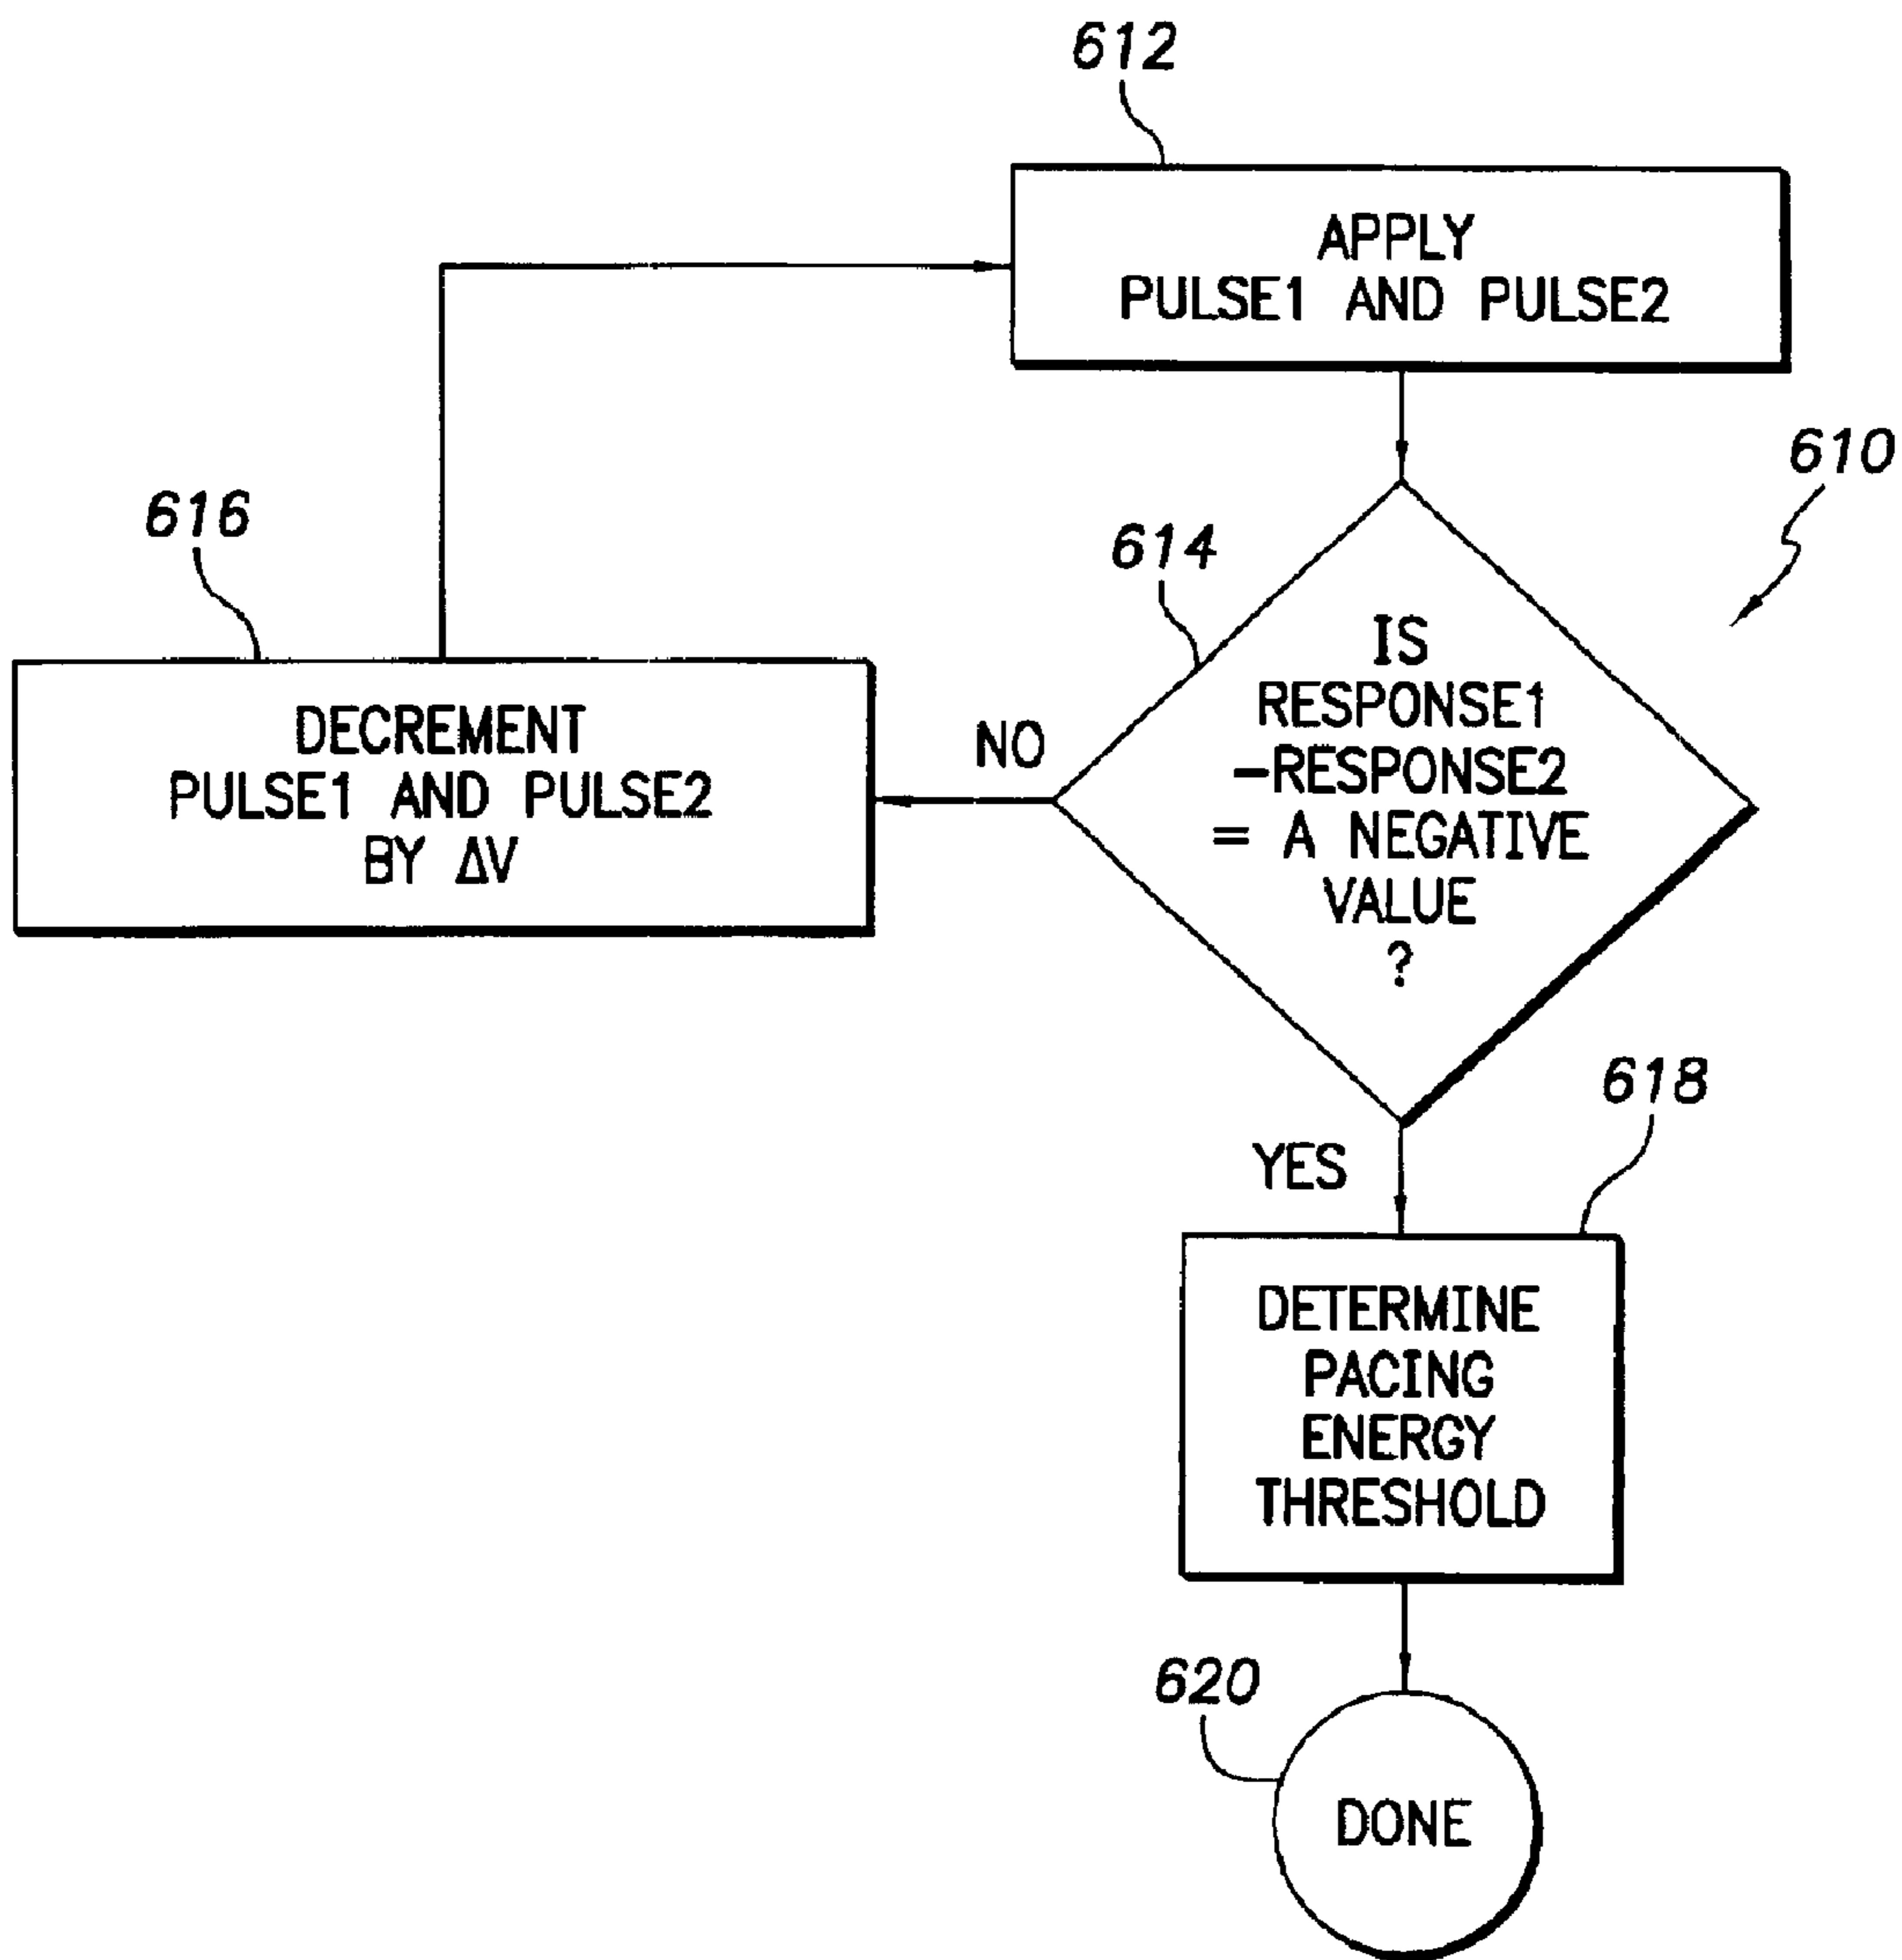 612
APPLY
PULSE1 AND PULSE2
610
616
614
IS
RESPONSE1
-RESPONSE2
= A NEGATIVE
VALUE
?
DECREMENT
PULSE1 AND PULSE2
BY ΔV
NO
YES
618
DETERMINE
PACING
ENERGY
THRESHOLD
620
DONE